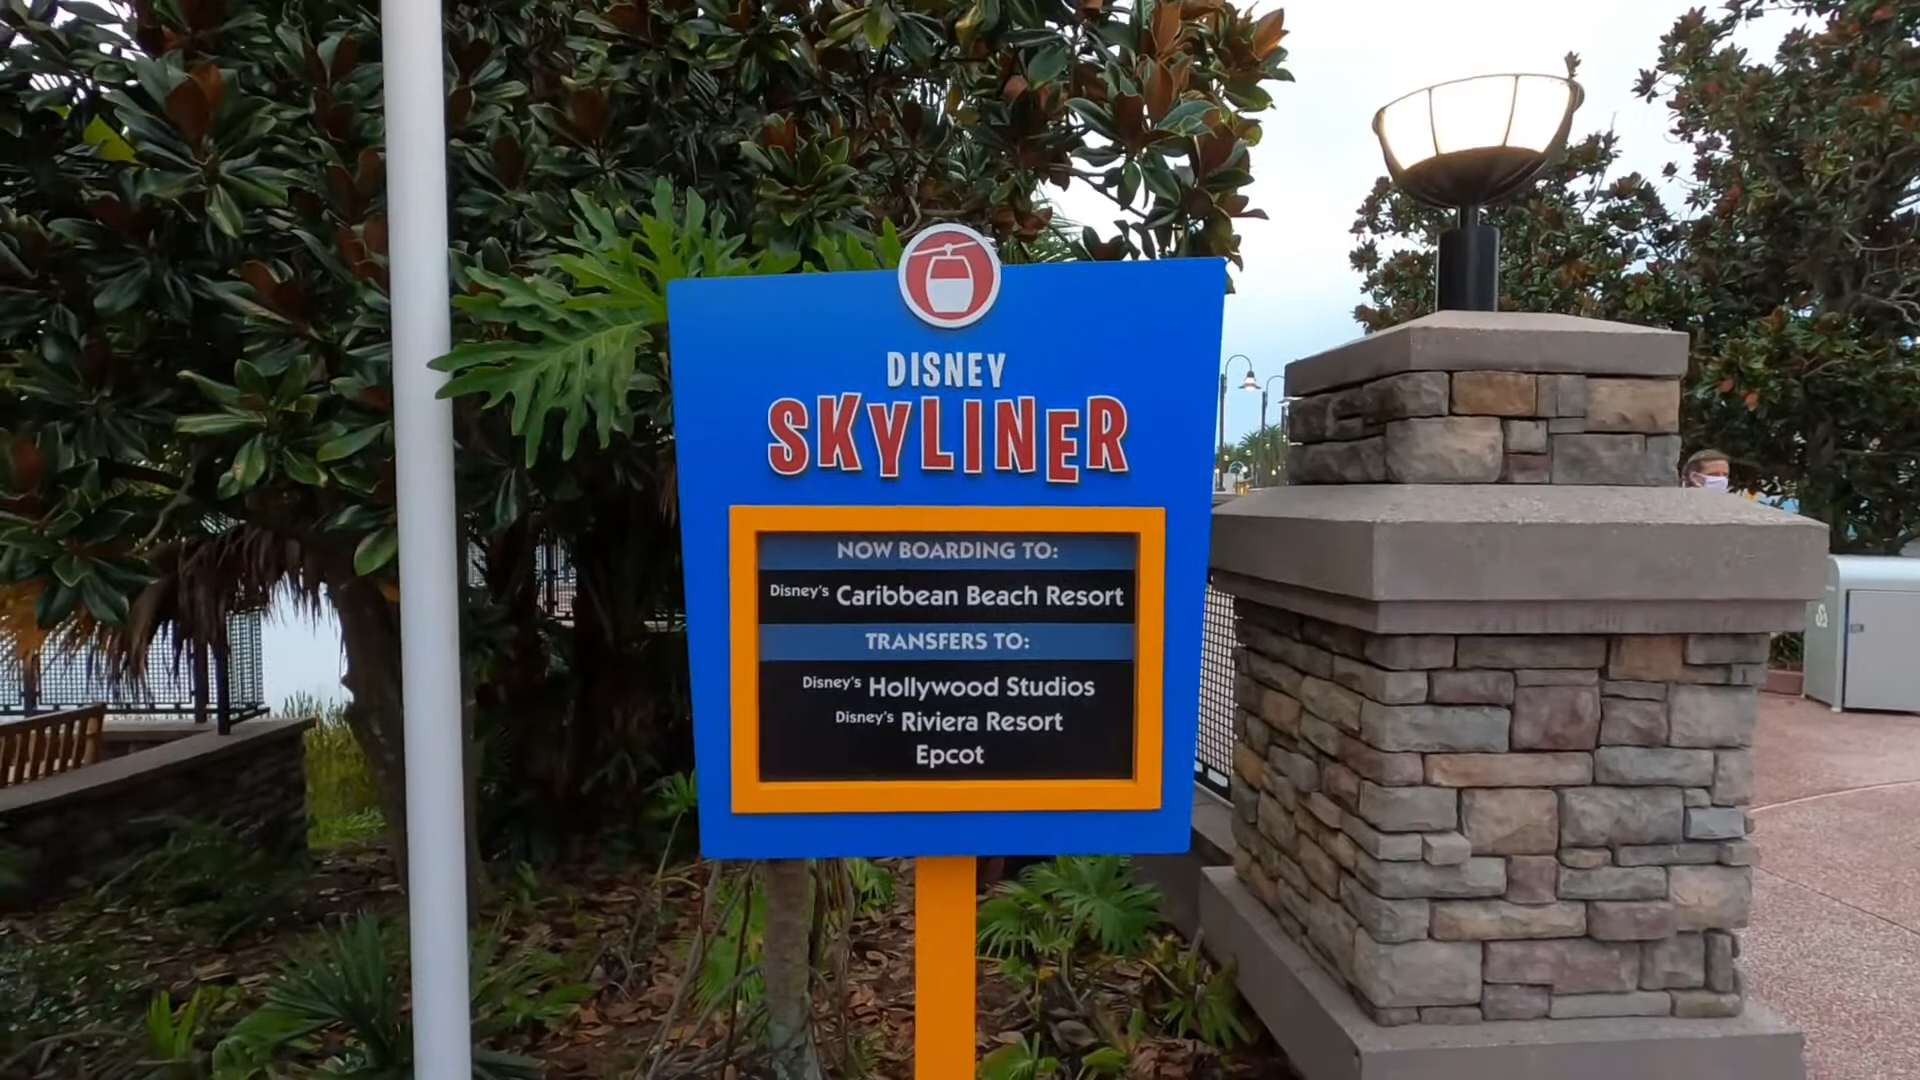 DISNEY
SKYLINER
NOW BOARDING TO:
Disney's Caribbean Beach Resort
TRANSFERS TO:
Disney's Hollywood Studios
Disney's Riviera Resort
Epcot